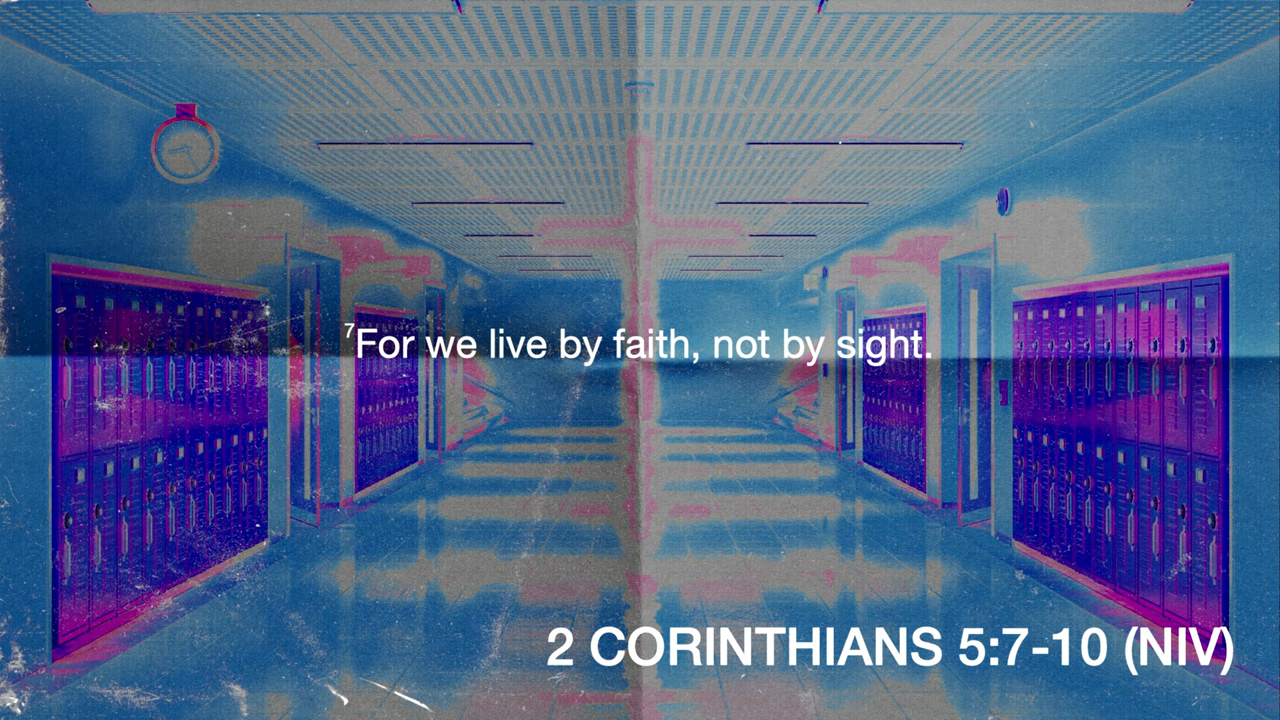 ⁷For we live by faith, not by sight.
2 CORINTHIANS 5:7-10 (NIV)